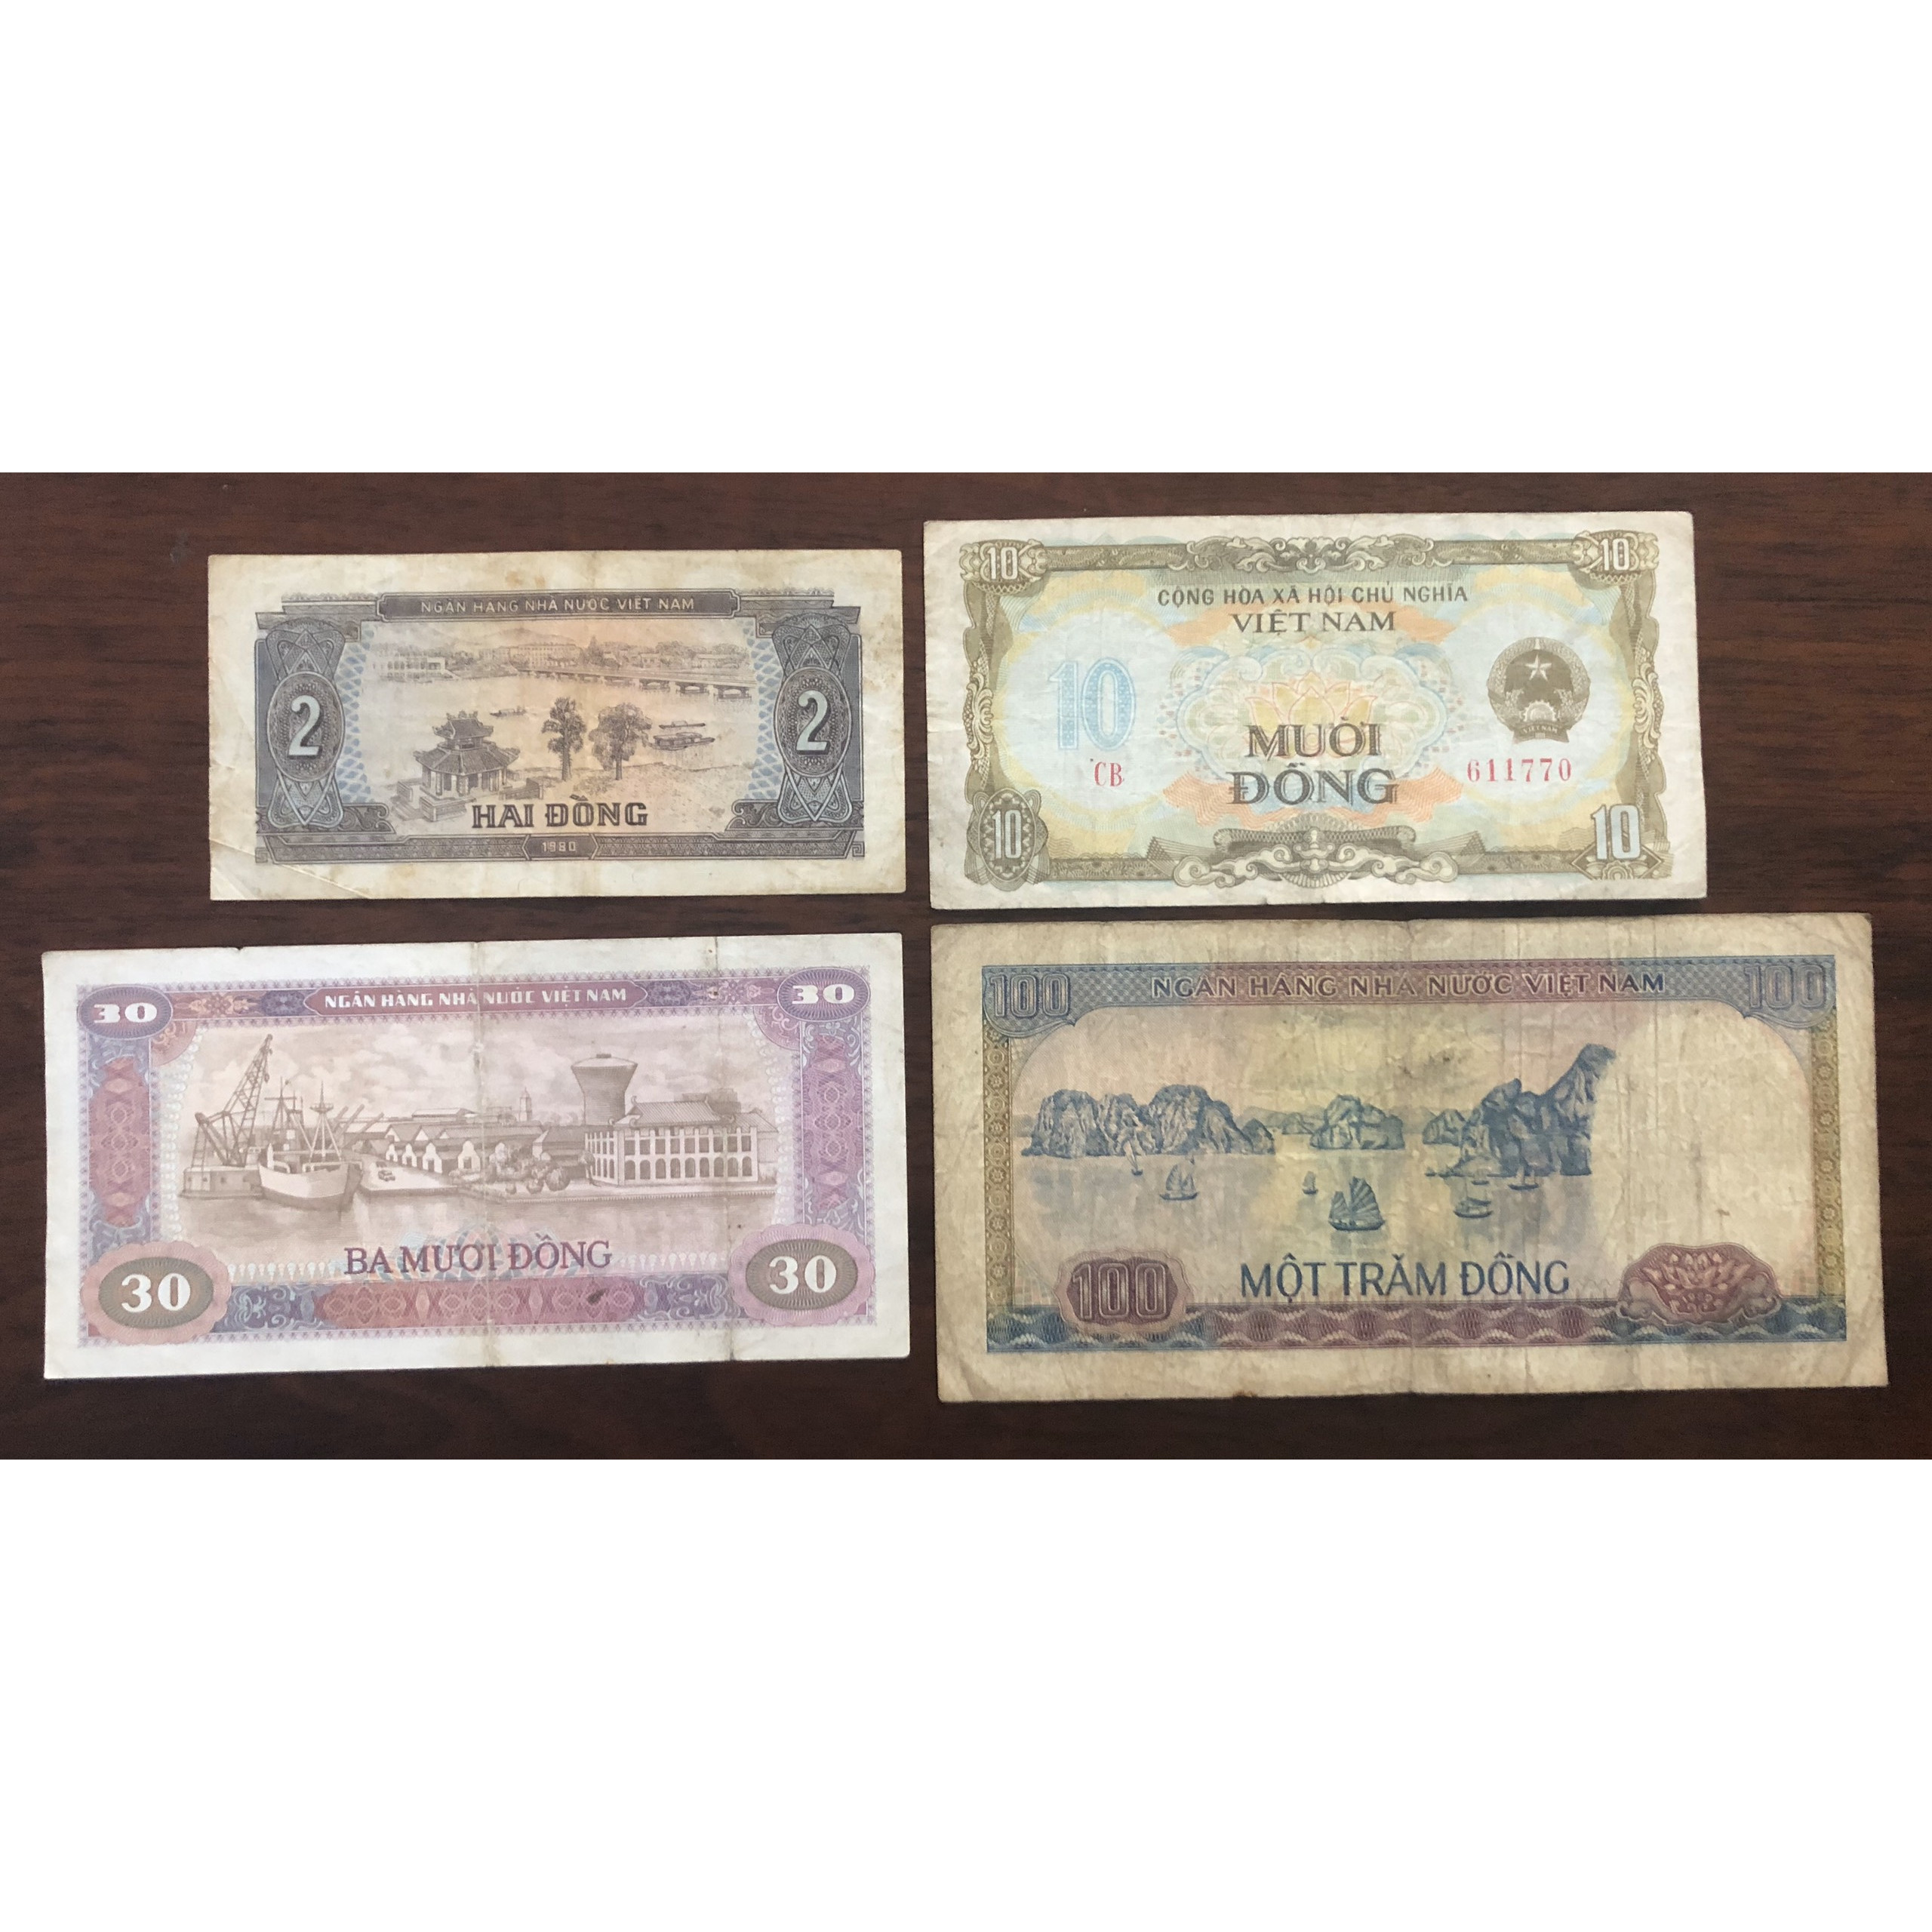 NGÂN HÀNG NHÀ NƯỚC VIỆT NAM
2
2
HAI ĐỒNG
1980
10
10
CỘNG HÒA XÃ HỘI CHỦ NGHĨA
VIỆT NAM
10
VIỆT NAM
MƯỜI
ĐỒNG
CB
611770
10
10
30
NGÂN HÀNG NHÀ NƯỚC VIỆT NAM
30
BA MƯƠI ĐỒNG
30
30
100
NGÂN HÀNG NHÀ NƯỚC VIỆT NAM
100
100
MỘT TRĂM ĐỒNG